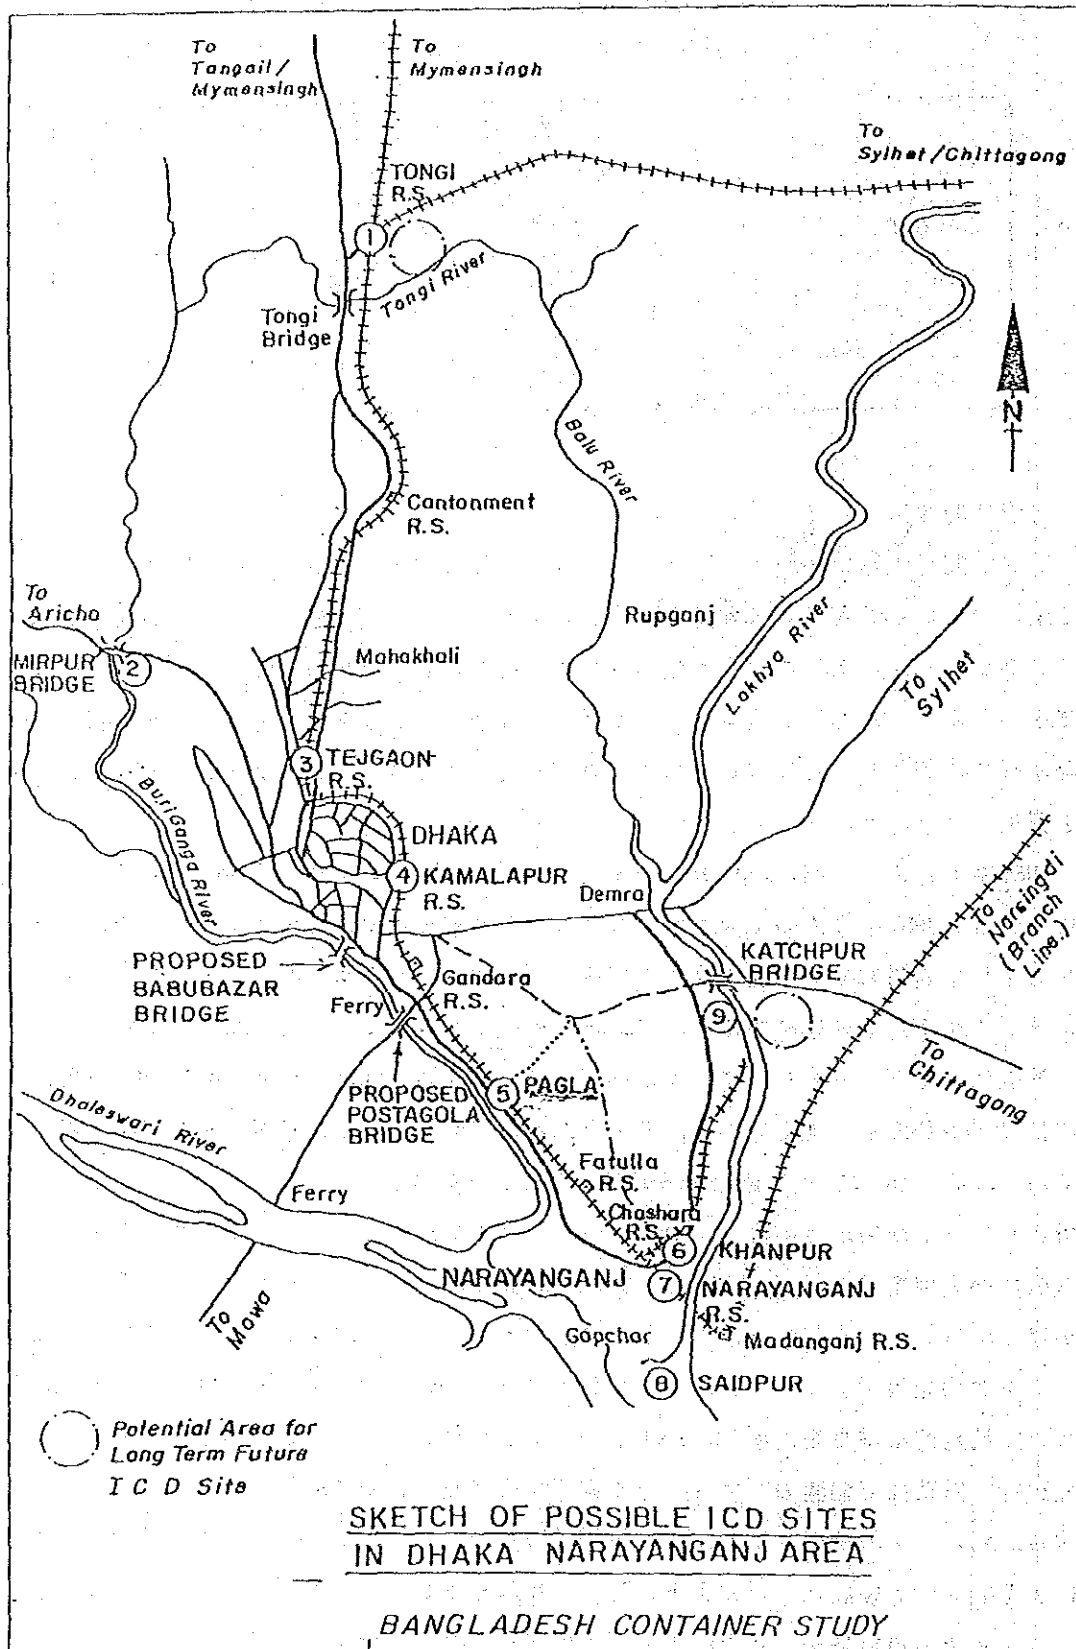 To
Tangail/
Mymensingh
To
Mymensingh
To
Sylhet/Chittagong
TONGI
R.S.
1
Tongi River
Tongi
Bridge
N
Balu River
Cantonment
R.S.
To
Aricha
MIRPUR
BRIDGE
2
Rupganj
Lakhya River
To
Sylhet
Mahakhali
3
TEJGAON
R.S.
BuriGanga River
DHAKA
4
KAMALAPUR
R.S.
Demra
To
Narsingdi
(Branch
Line.)
PROPOSED
BABUBAZAR
BRIDGE
Gandara
R.S.
Ferry
KATCHPUR
BRIDGE
9
To
Chittagong
5
PAGLA
PROPOSED
POSTAGOLA
BRIDGE
Dhaleswari River
Ferry
Fatulla
R.S.
Chashara
R.S.
6
KHANPUR
NARAYANGANJ
7
NARAYANGANJ
R.S.
To
Mawa
Gopchar
Madanganj R.S.
8
SAIDPUR
Potential Area for
Long Term Future
I C D Site
SKETCH OF POSSIBLE ICD SITES
IN DHAKA NARAYANGANJ AREA
BANGLADESH CONTAINER STUDY